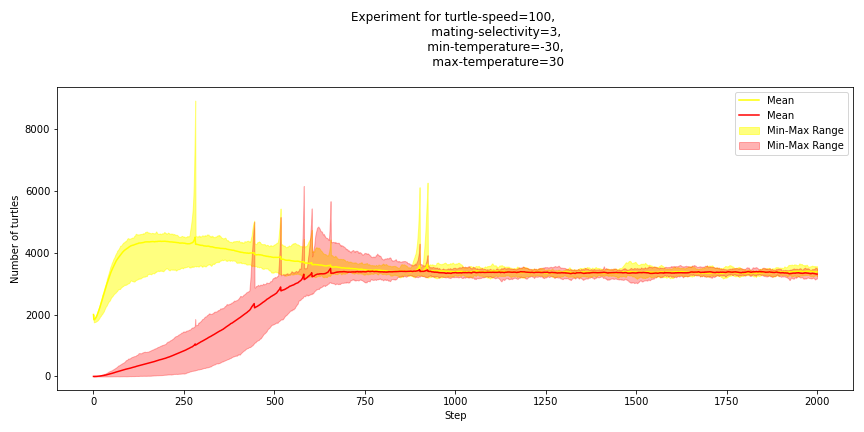 Experiment for turtle-speed=100,
mating-selectivity=3,
min-temperature=-30,
max-temperature=30
Mean
Mean
Min-Max Range
Min-Max Range
Number of turtles
8000
6000
4000
2000
0
0
250
500
750
1000
1250
1500
1750
2000
Step